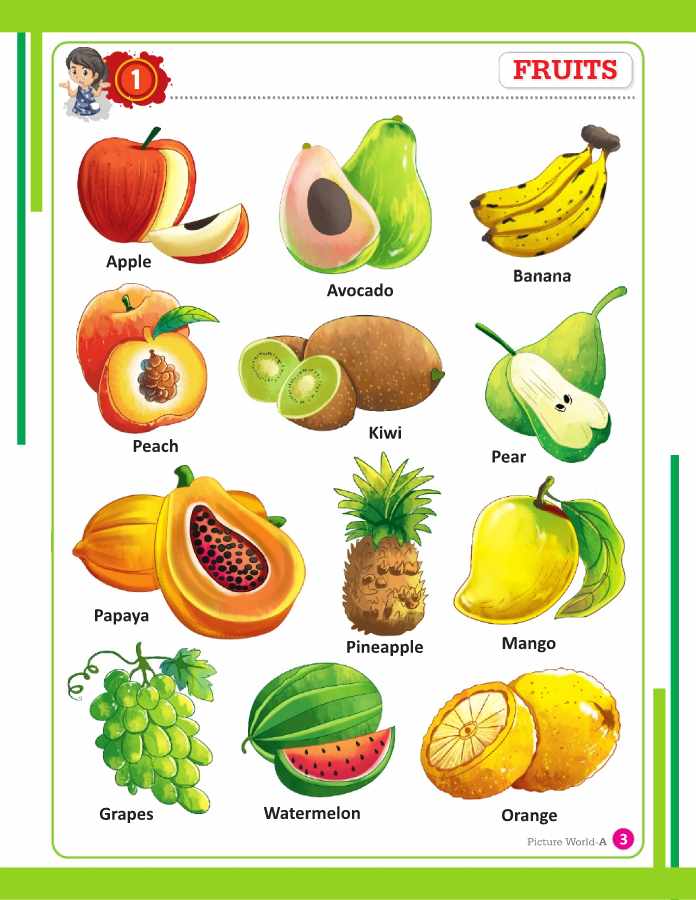 1
FRUITS
Apple
Avocado
Banana
Peach
Kiwi
Pear
Papaya
Pineapple
Mango
Grapes
Watermelon
Orange
Picture World-A 3